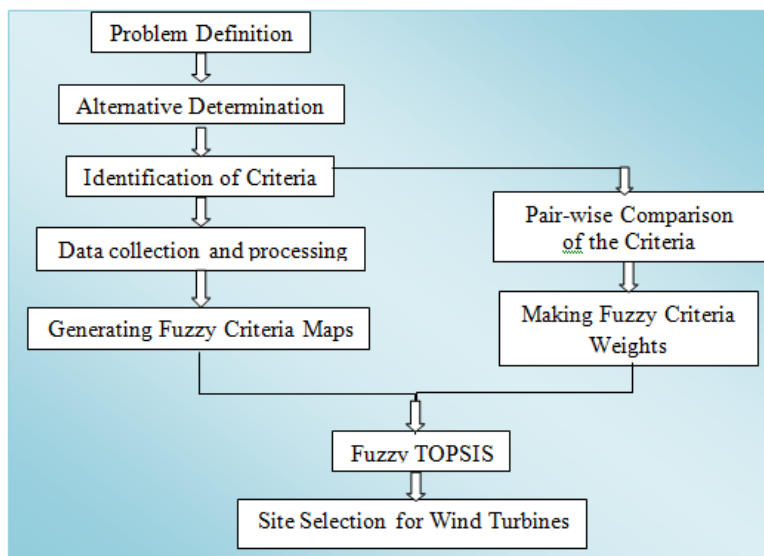 Problem Definition
Alternative Determination
Identification of Criteria
Data collection and processing
Generating Fuzzy Criteria Maps
Pair-wise Comparison
of the Criteria
Making Fuzzy Criteria
Weights
Fuzzy TOPSIS
Site Selection for Wind Turbines